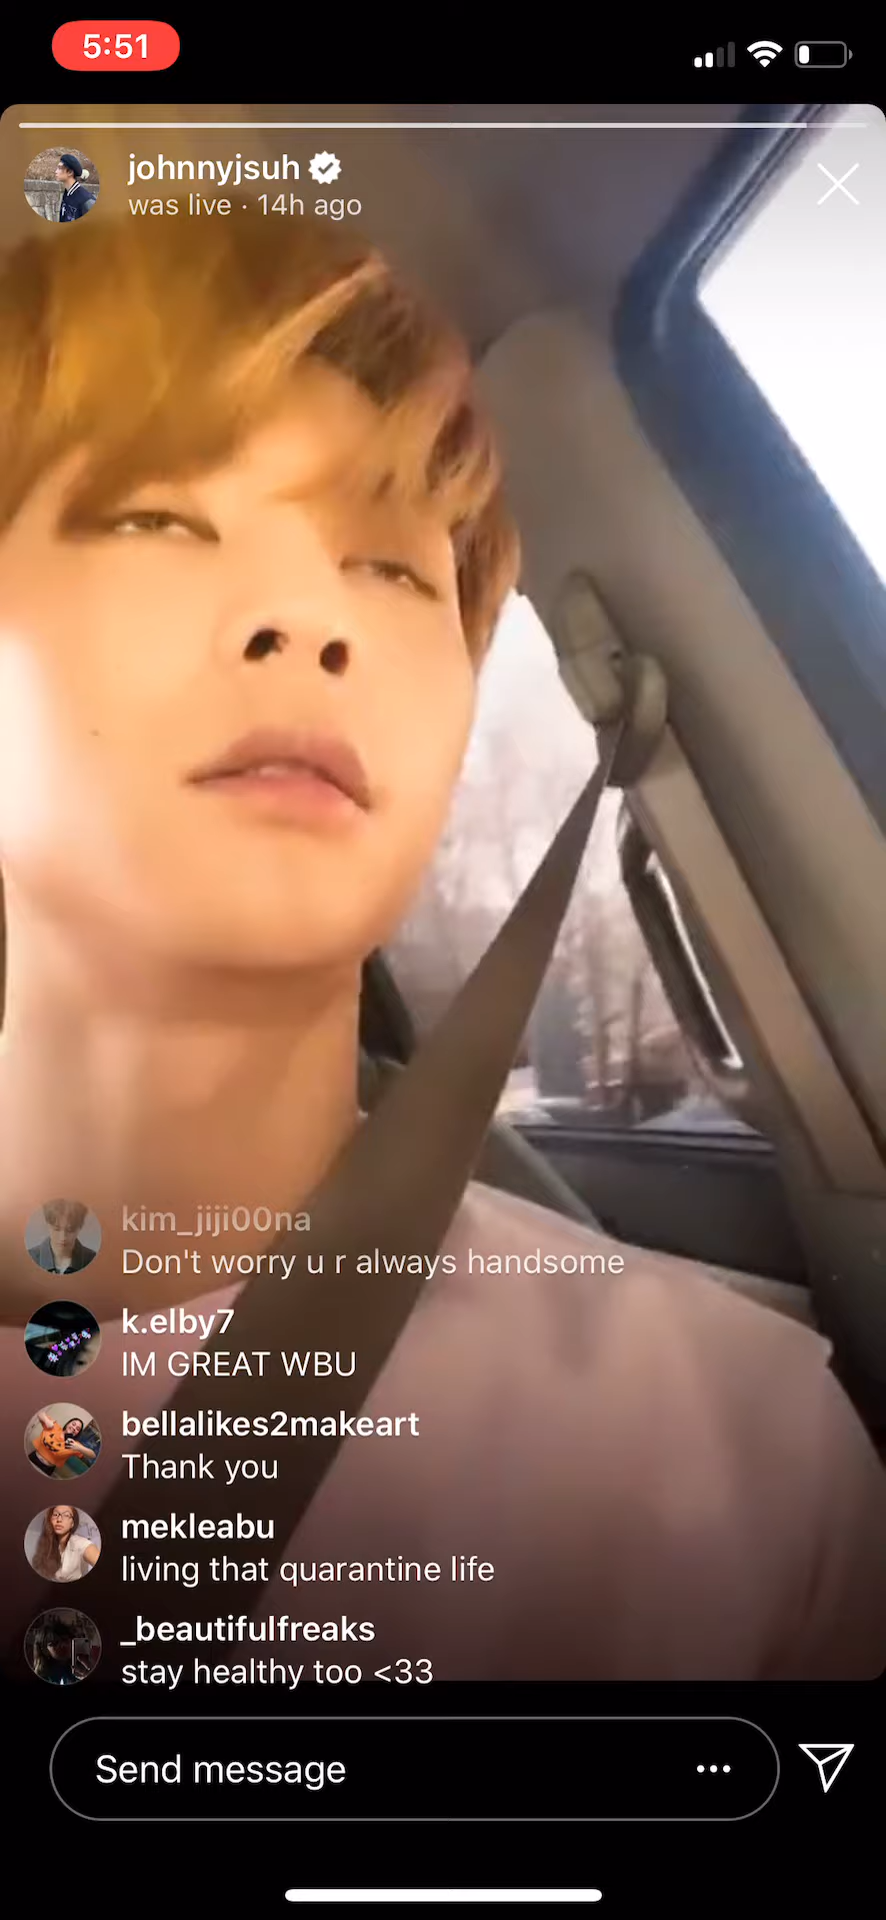 5:51
johnnyjsuh
was live · 14h ago
kim_jiji00na
Don't worry u r always handsome
k.elby7
IM GREAT WBU
bellalikes2makeart
Thank you
mekleabu
living that quarantine life
_beautifulfreaks
stay healthy too <33
Send message